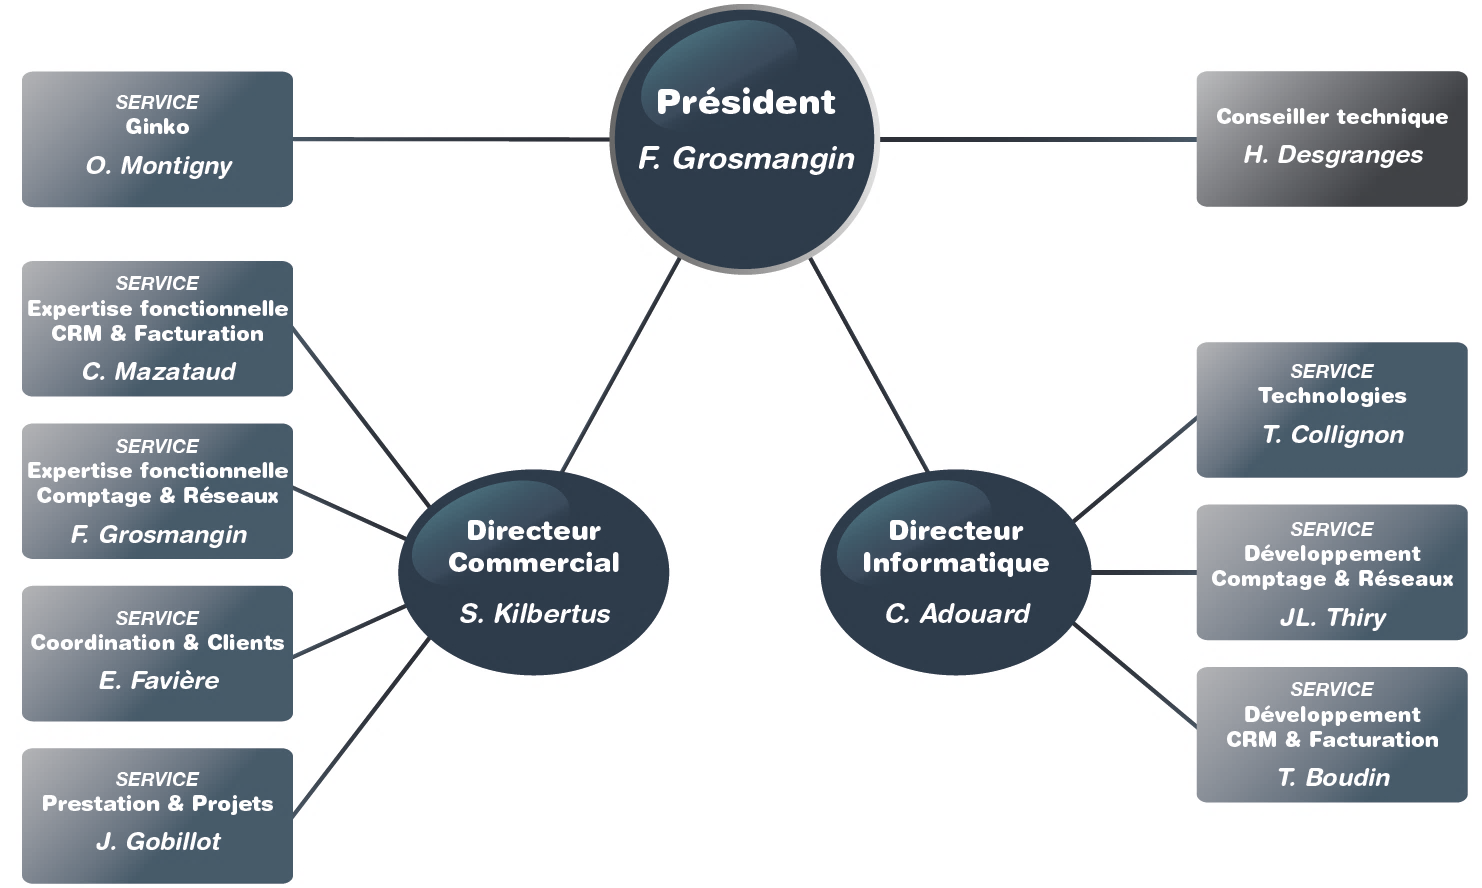 Président
F. Grosmangin
SERVICE
Ginko
O. Montigny
Conseiller technique
H. Desgranges
SERVICE
Expertise fonctionnelle
CRM & Facturation
C. Mazataud
SERVICE
Expertise fonctionnelle
Comptage & Réseaux
F. Grosmangin
SERVICE
Coordination & Clients
E. Favière
SERVICE
Prestation & Projets
J. Gobillot
Directeur
Commercial
S. Kilbertus
Directeur
Informatique
C. Adouard
SERVICE
Technologies
T. Collignon
SERVICE
Développement
Comptage & Réseaux
JL. Thiry
SERVICE
Développement
CRM & Facturation
T. Boudin